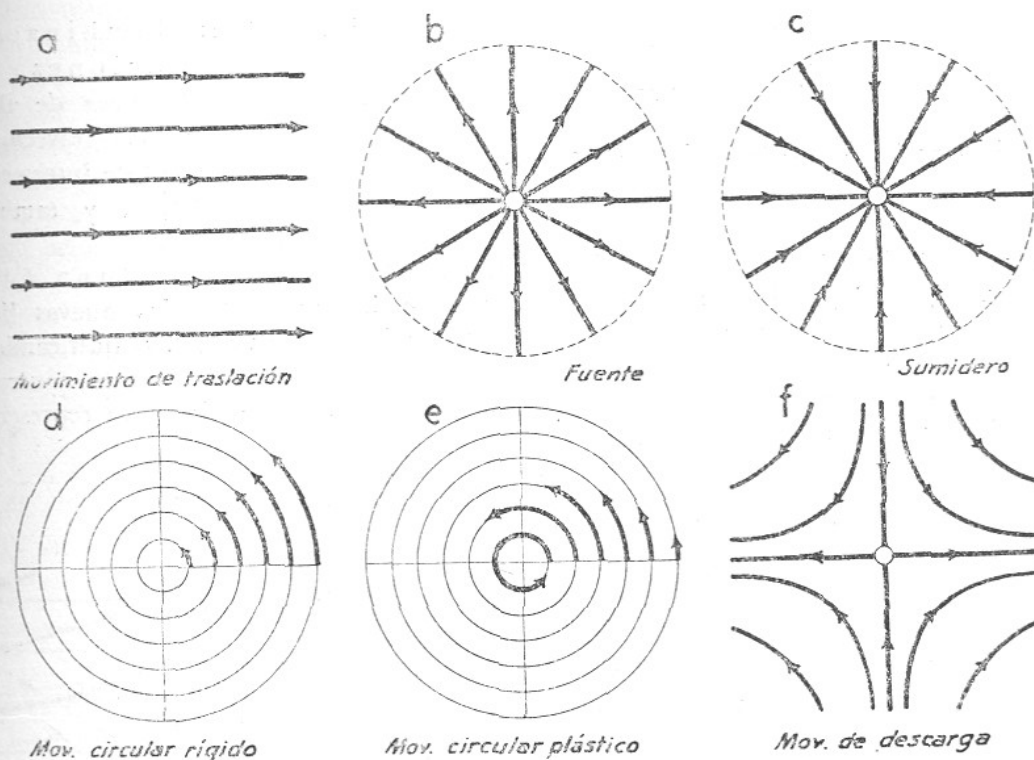 a
b
c
Movimiento de traslación
Fuente
Sumidero
d
e
f
Mov. circular rígido
Mov. circular plástico
Mov. de descarga